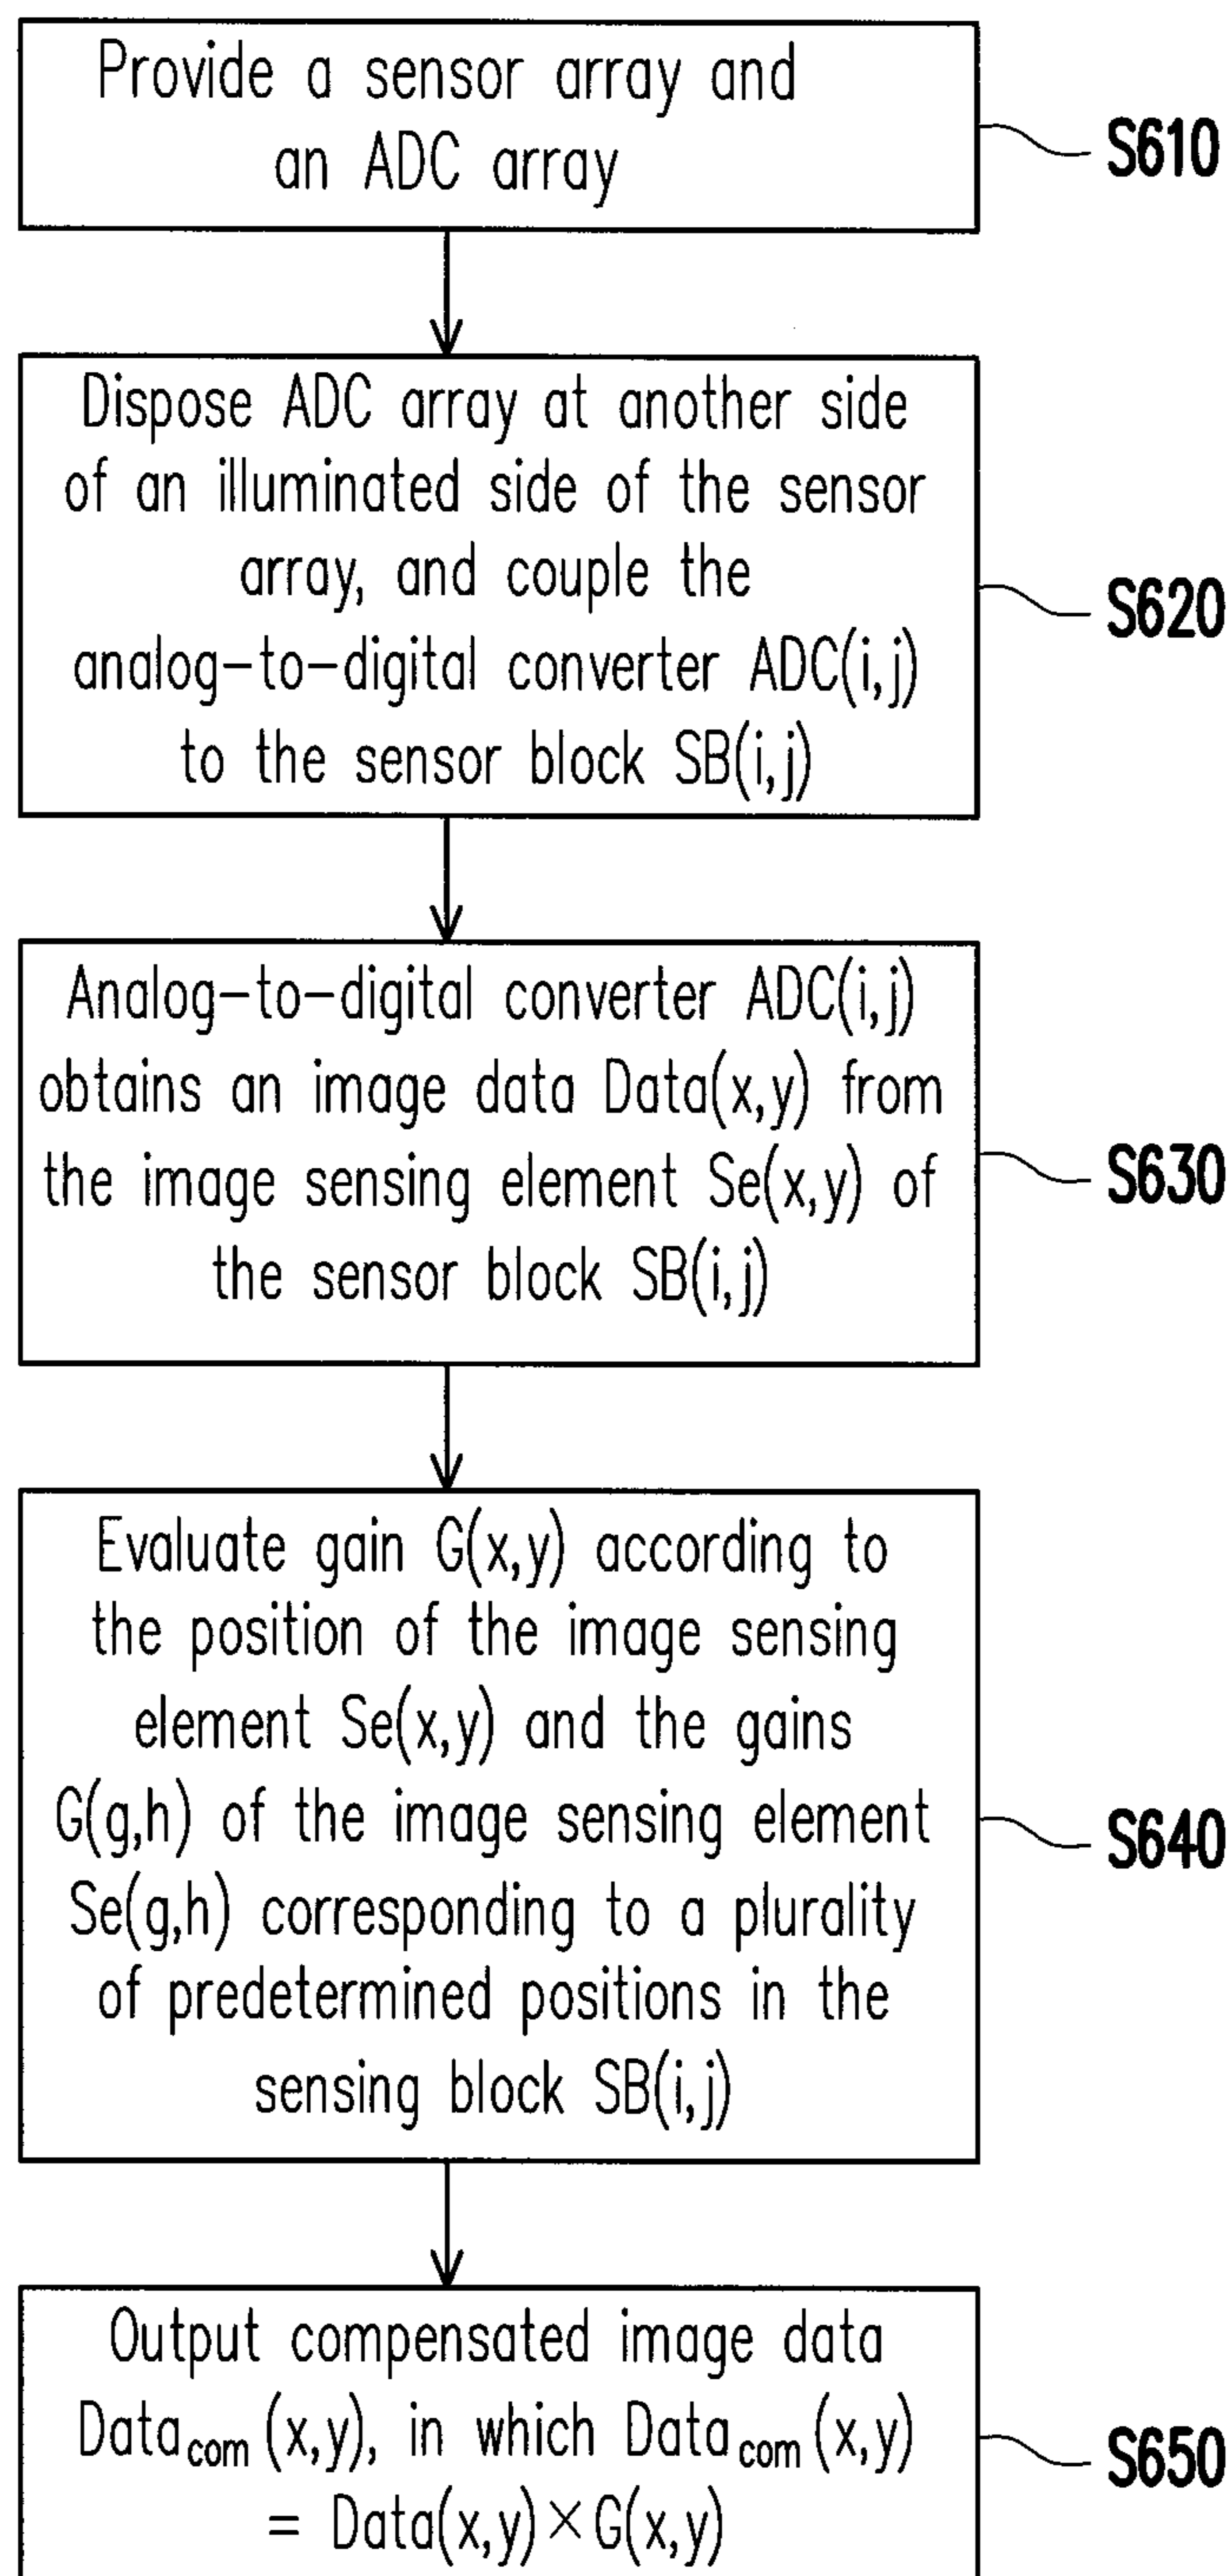 Provide a sensor array and
an ADC array
S610
Dispose ADC array at another side
of an illuminated side of the sensor
array, and couple the
analog-to-digital converter ADC(i,j)
to the sensor block SB(i,j)
S620
Analog-to-digital converter ADC(i,j)
obtains an image data Data(x,y) from
the image sensing element Se(x,y) of
the sensor block SB(i,j)
S630
Evaluate gain G(x,y) according to
the position of the image sensing
element Se(x,y) and the gains
G(g,h) of the image sensing element
Se(g,h) corresponding to a plurality
of predetermined positions in the
sensing block SB(i,j)
S640
Output compensated image data
Data com (x,y), in which Data com (x,y)
= Data(x,y)×G(x,y)
S650